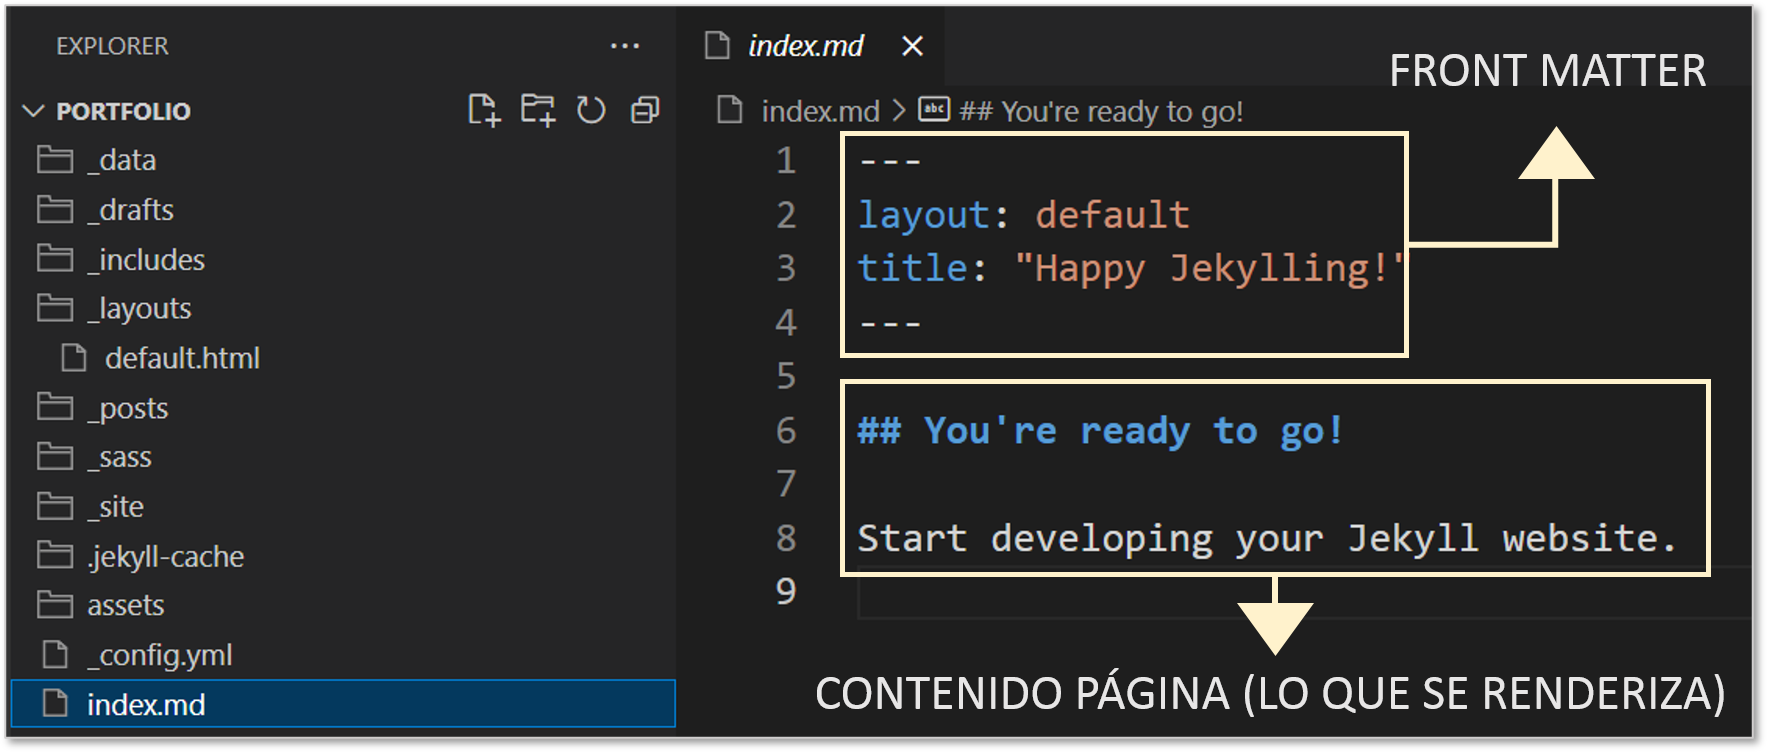 EXPLORER ...
PORTFOLIO
_data
_drafts
_includes
_layouts
default.html
_posts
_sass
_site
.jekyll-cache
assets
_config.yml
index.md
index.md
index.md > abc ## You're ready to go!
FRONT MATTER
1 ---
2 layout: default
3 title: "Happy Jekylling!"
4 ---
5
6 ## You're ready to go!
7
8 Start developing your Jekyll website.
9
CONTENIDO PÁGINA (LO QUE SE RENDERIZA)